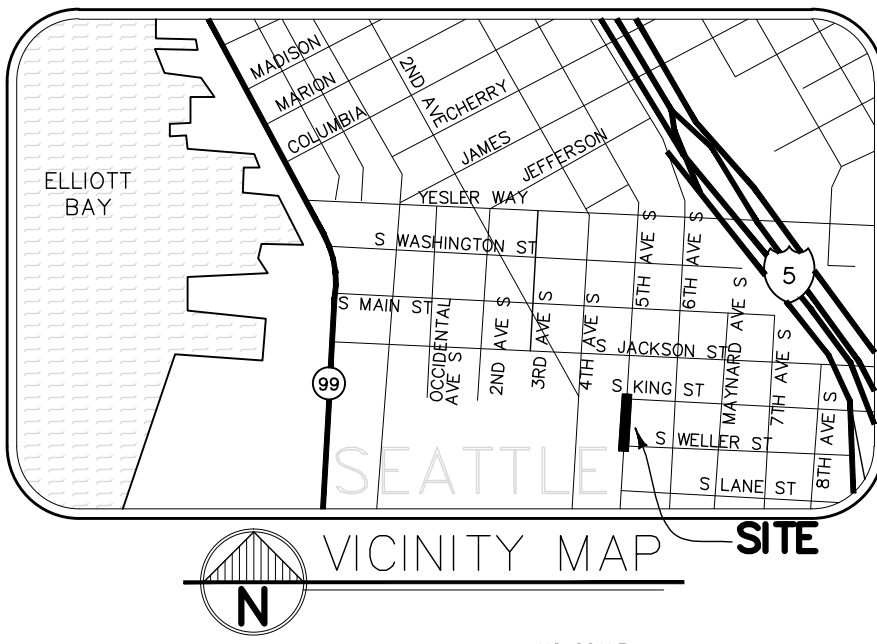 MADISON
MARION
COLUMBIA
2ND AVE
CHERRY
JAMES
JEFFERSON
ELLIOTT
BAY
YESLER WAY
S WASHINGTON ST
S MAIN ST
OCCIDENTAL
AVE S
2ND AVE S
3RD AVE S
4TH AVE S
5TH AVE S
6TH AVE S
MAYNARD AVE S
7TH AVE S
8TH AVE S
5
S JACKSON ST
99
S KING ST
S WELLER ST
SEATTLE
S LANE ST
SITE
VICINITY MAP
N